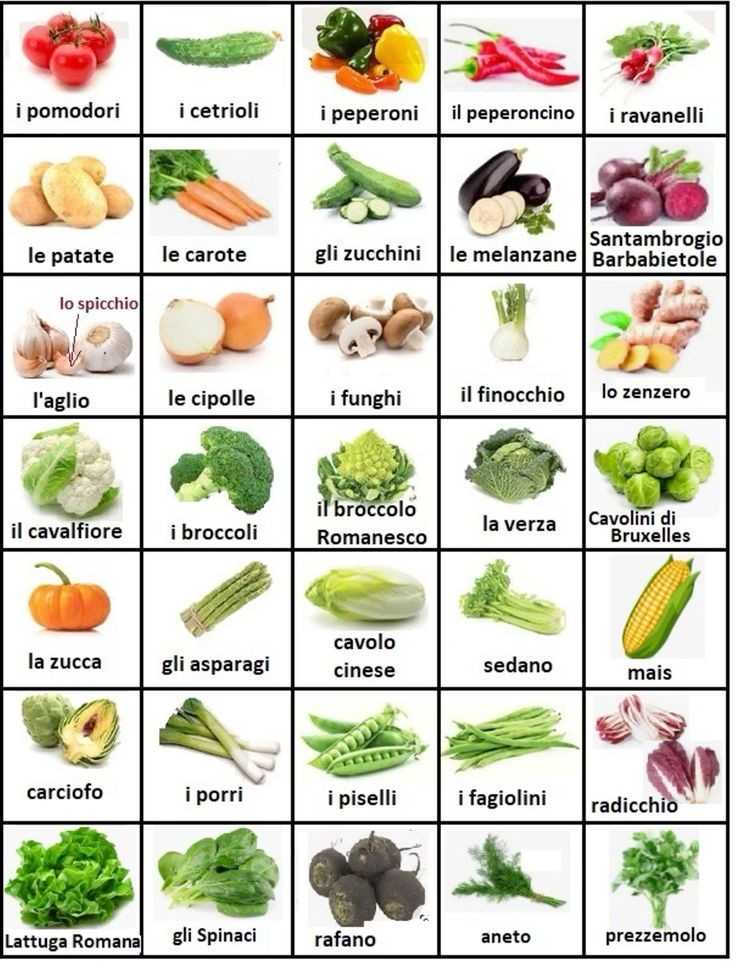 i pomodori
i cetrioli
i peperoni
il peperoncino
i ravanelli
le patate
le carote
gli zucchini
le melanzane
Santambrogio
Barbabietole
lo spicchio
l'aglio
le cipolle
i funghi
il finocchio
lo zenzero
il cavalfiore
i broccoli
il broccolo
Romanesco
la verza
Cavolini di
Bruxelles
la zucca
gli asparagi
cavolo
cinese
sedano
mais
carciofo
i porri
i piselli
i fagiolini
radicchio
Lattuga Romana
gli Spinaci
rafano
aneto
prezzemolo